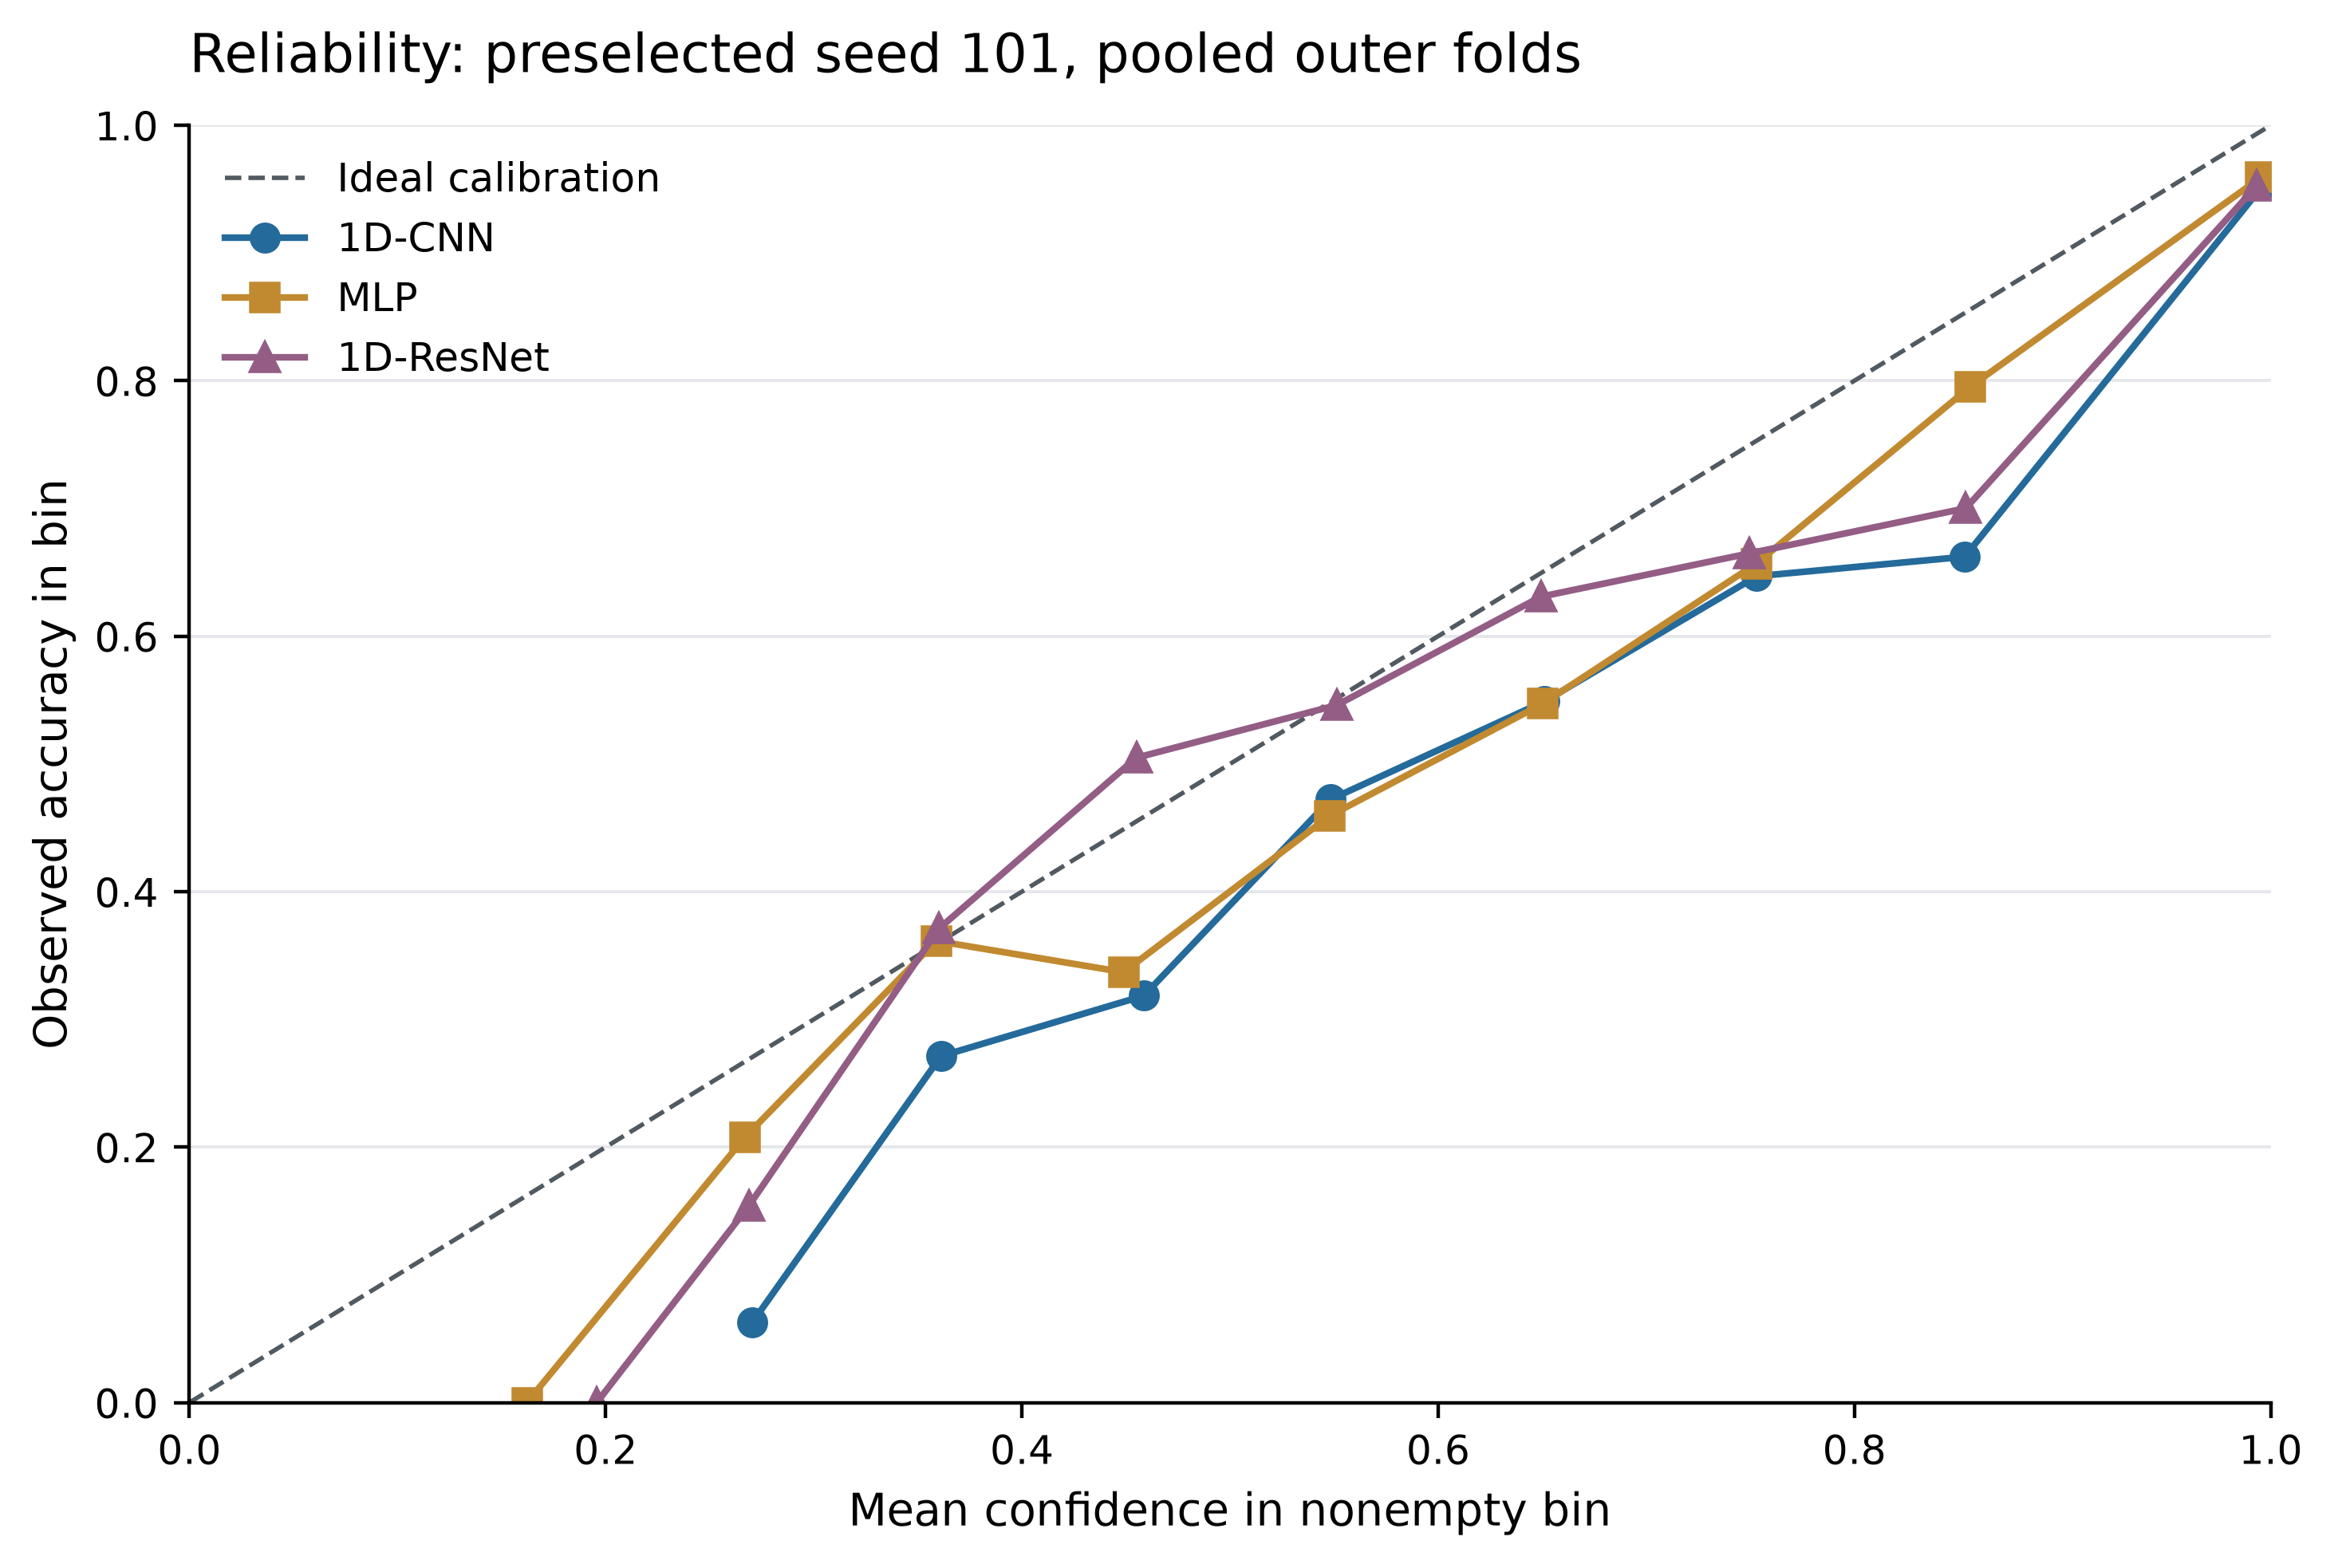 Reliability: preselected seed 101, pooled outer folds
1.0
0.8
0.6
0.4
0.2
0.0
Observed accuracy in bin
Ideal calibration
1D-CNN
MLP
1D-ResNet
0.0 0.2 0.4 0.6 0.8 1.0
Mean confidence in nonempty bin